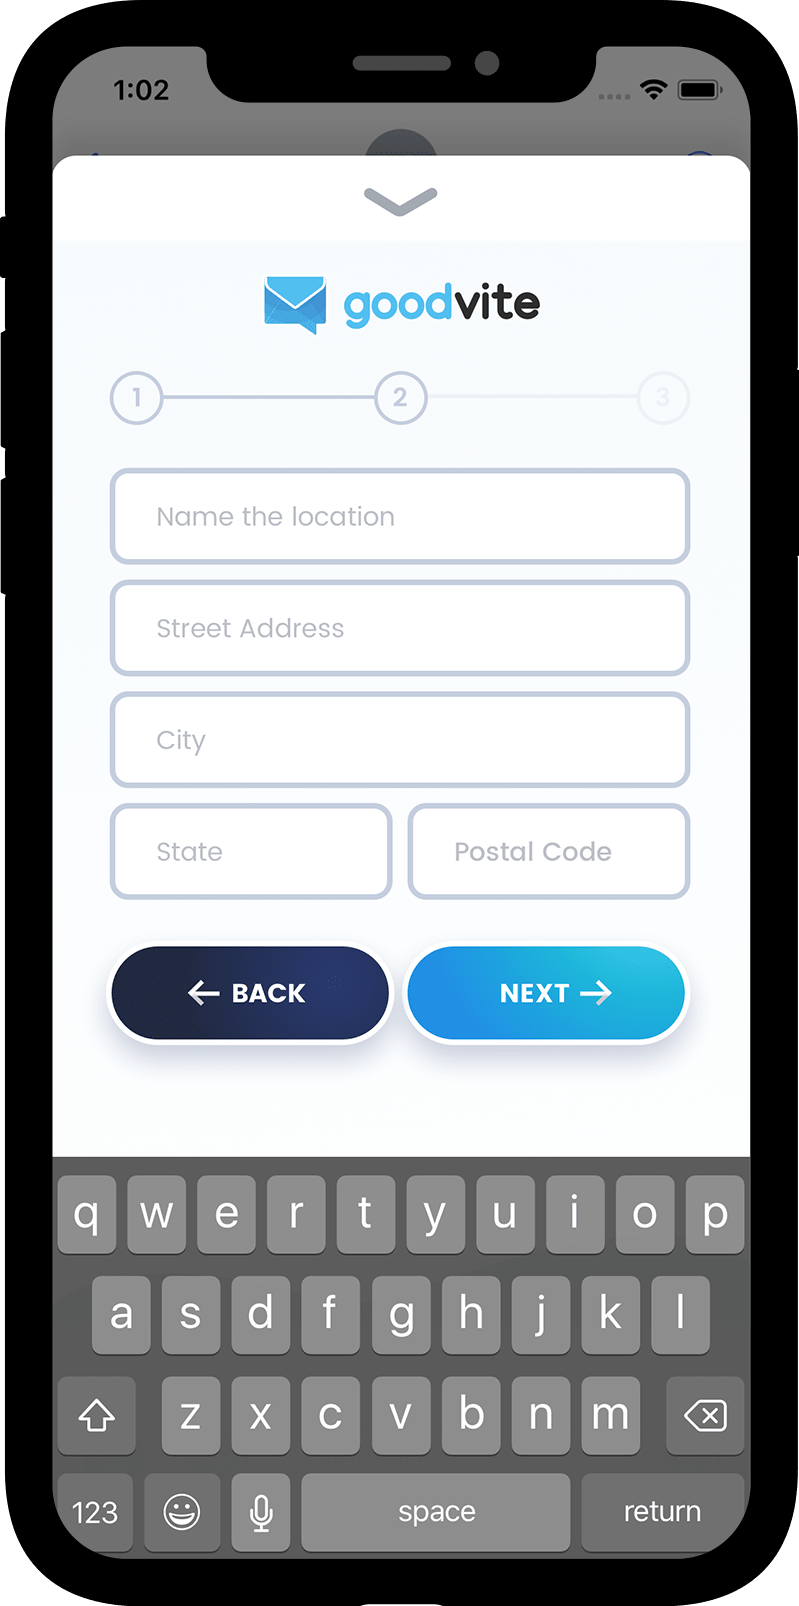 1:02
goodvite
1 2 3
Name the location
Street Address
City
State Postal Code
BACK NEXT
q w e r t y u i o p
a s d f g h j k l
z x c v b n m
123 space return